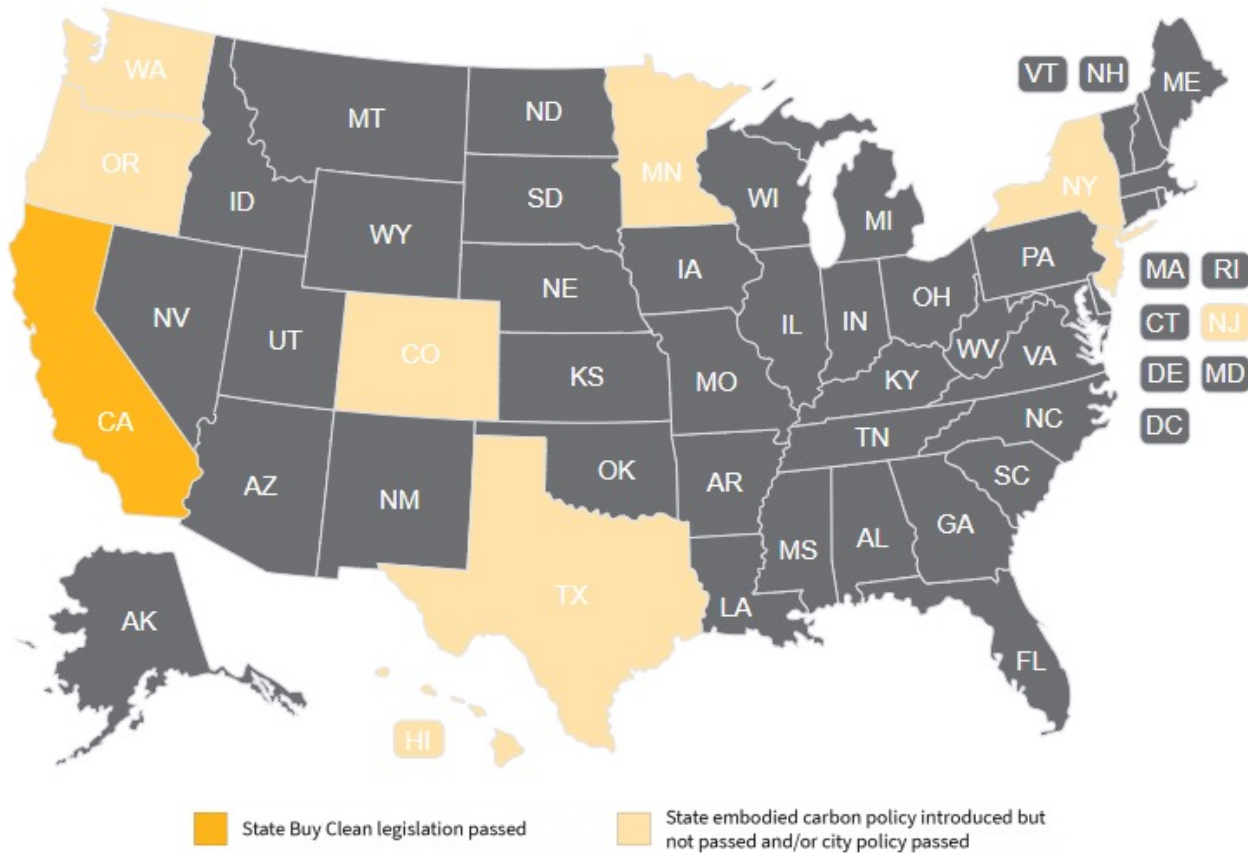 WA
MT
ND
MN
VT NH
ME
OR
ID
SD
WI
MI
NY
WY
IA
PA
NE
MA RI
NV
UT
CO
IL
IN
OH
CT NJ
KS
MO
WV
VA
KY
DE MD
CA
NC
TN
DC
AZ
NM
OK
AR
SC
MS
AL
GA
TX
LA
AK
FL
HI
State Buy Clean legislation passed
State embodied carbon policy introduced but
not passed and/or city policy passed